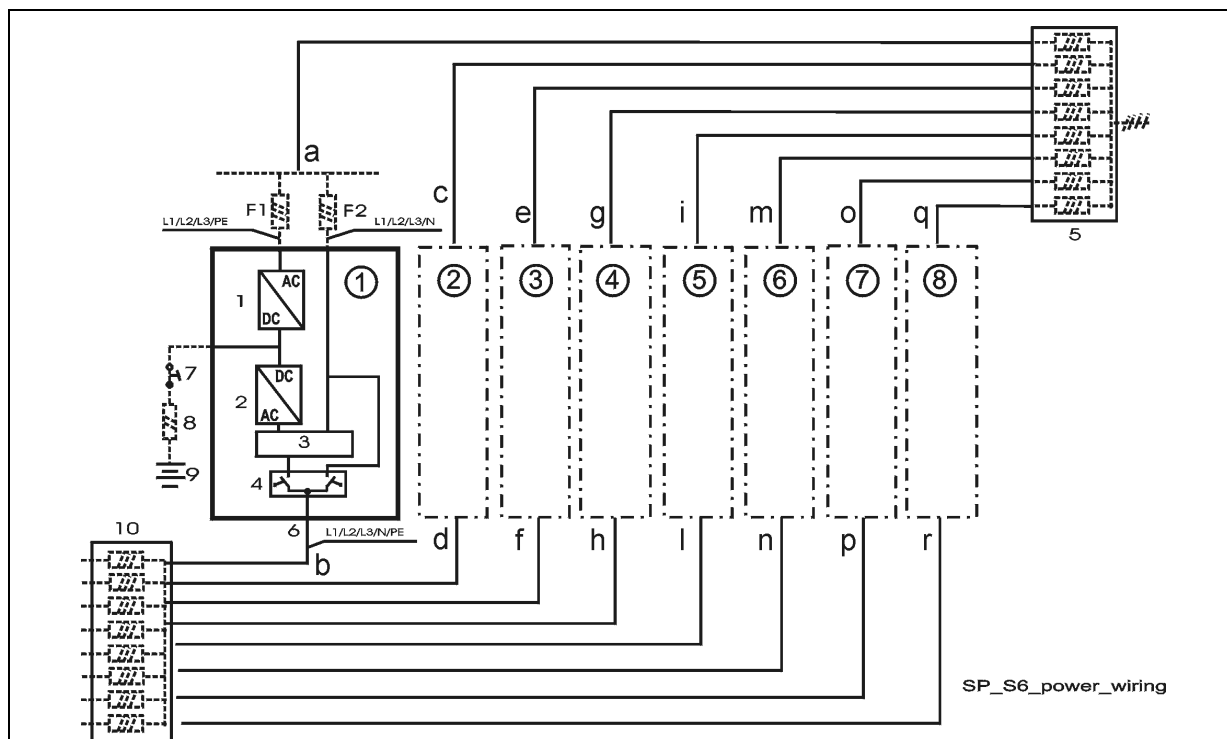 a
c
e
g
i
m
o
q
5
F1
F2
L1/L2/L3/PE
L1/L2/L3/N
1
AC
DC
1
2
3
4
5
6
7
8
7
2
DC
AC
8
3
9
4
10
6
L1/L2/L3/N/PE
b
d
f
h
l
n
p
r
SP_S6_power_wiring